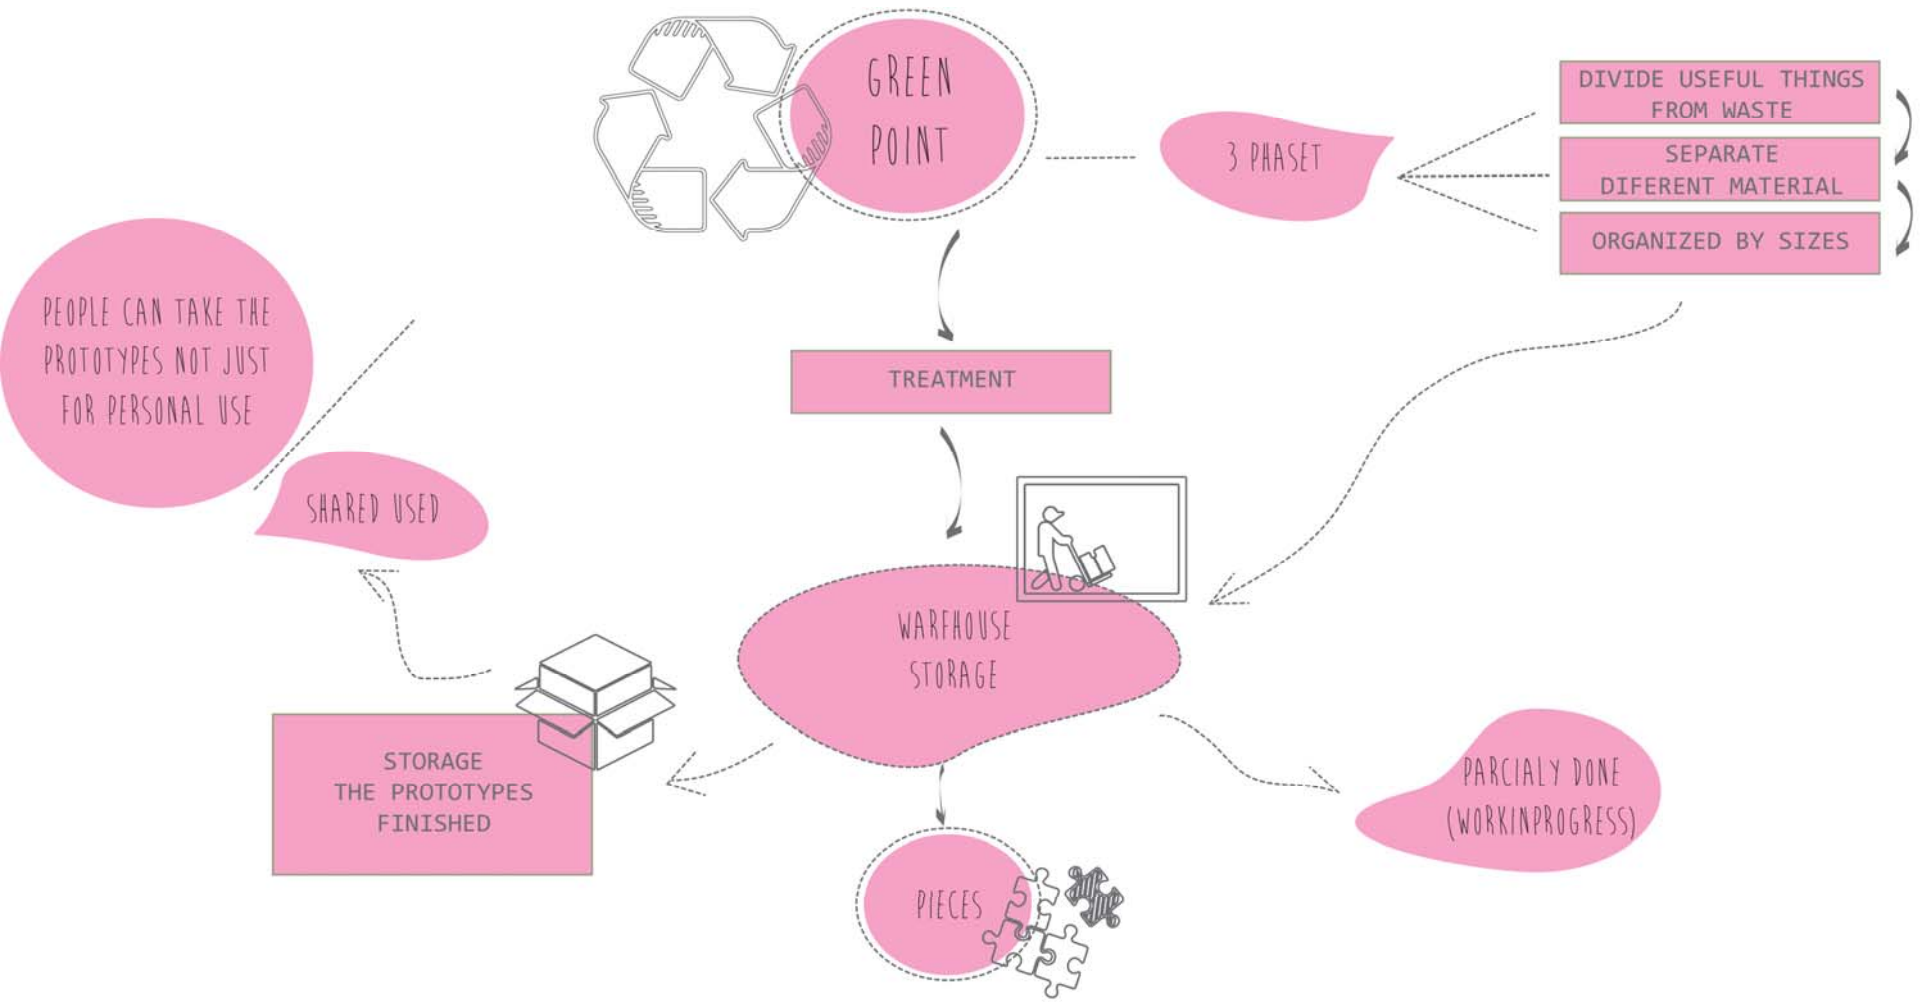 GREEN
POINT
3 PHASET
DIVIDE USEFUL THINGS
FROM WASTE
SEPARATE
DIFERENT MATERIAL
ORGANIZED BY SIZES
PEOPLE CAN TAKE THE
PROTOTYPES NOT JUST
FOR PERSONAL USE
TREATMENT
SHARED USED
WAREHOUSE
STORAGE
STORAGE
THE PROTOTYPES
FINISHED
PARCIALY DONE
(WORKINPROGRESS)
PIECES